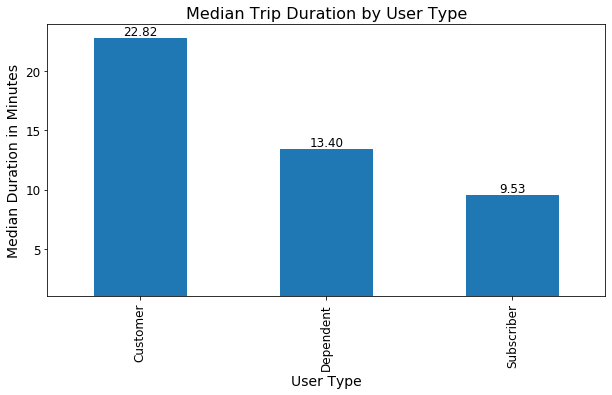 Median Trip Duration by User Type
22.82
13.40
9.53
Median Duration in Minutes
20
15
10
5
Customer
Dependent
Subscriber
User Type